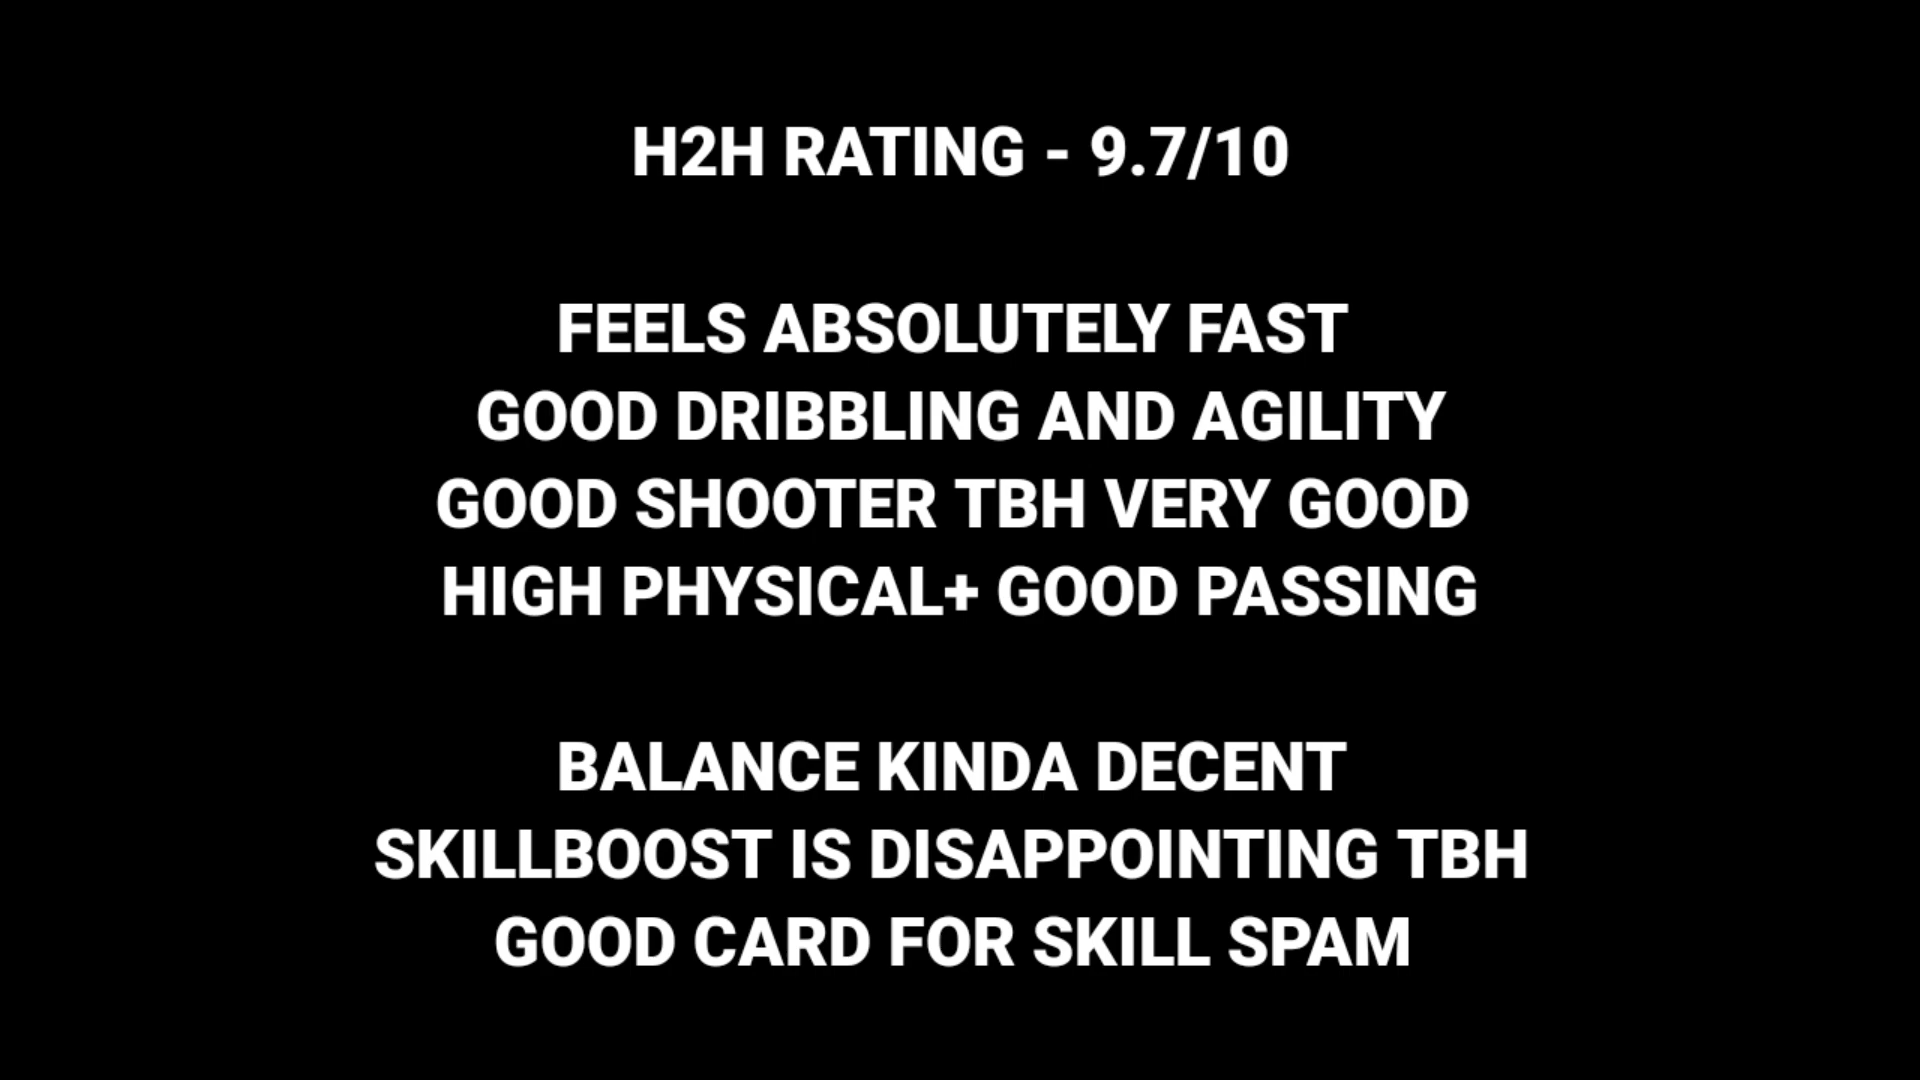 H2H RATING - 9.7/10
FEELS ABSOLUTELY FAST
GOOD DRIBBLING AND AGILITY
GOOD SHOOTER TBH VERY GOOD
HIGH PHYSICAL+ GOOD PASSING
BALANCE KINDA DECENT
SKILLBOOST IS DISAPPOINTING TBH
GOOD CARD FOR SKILL SPAM